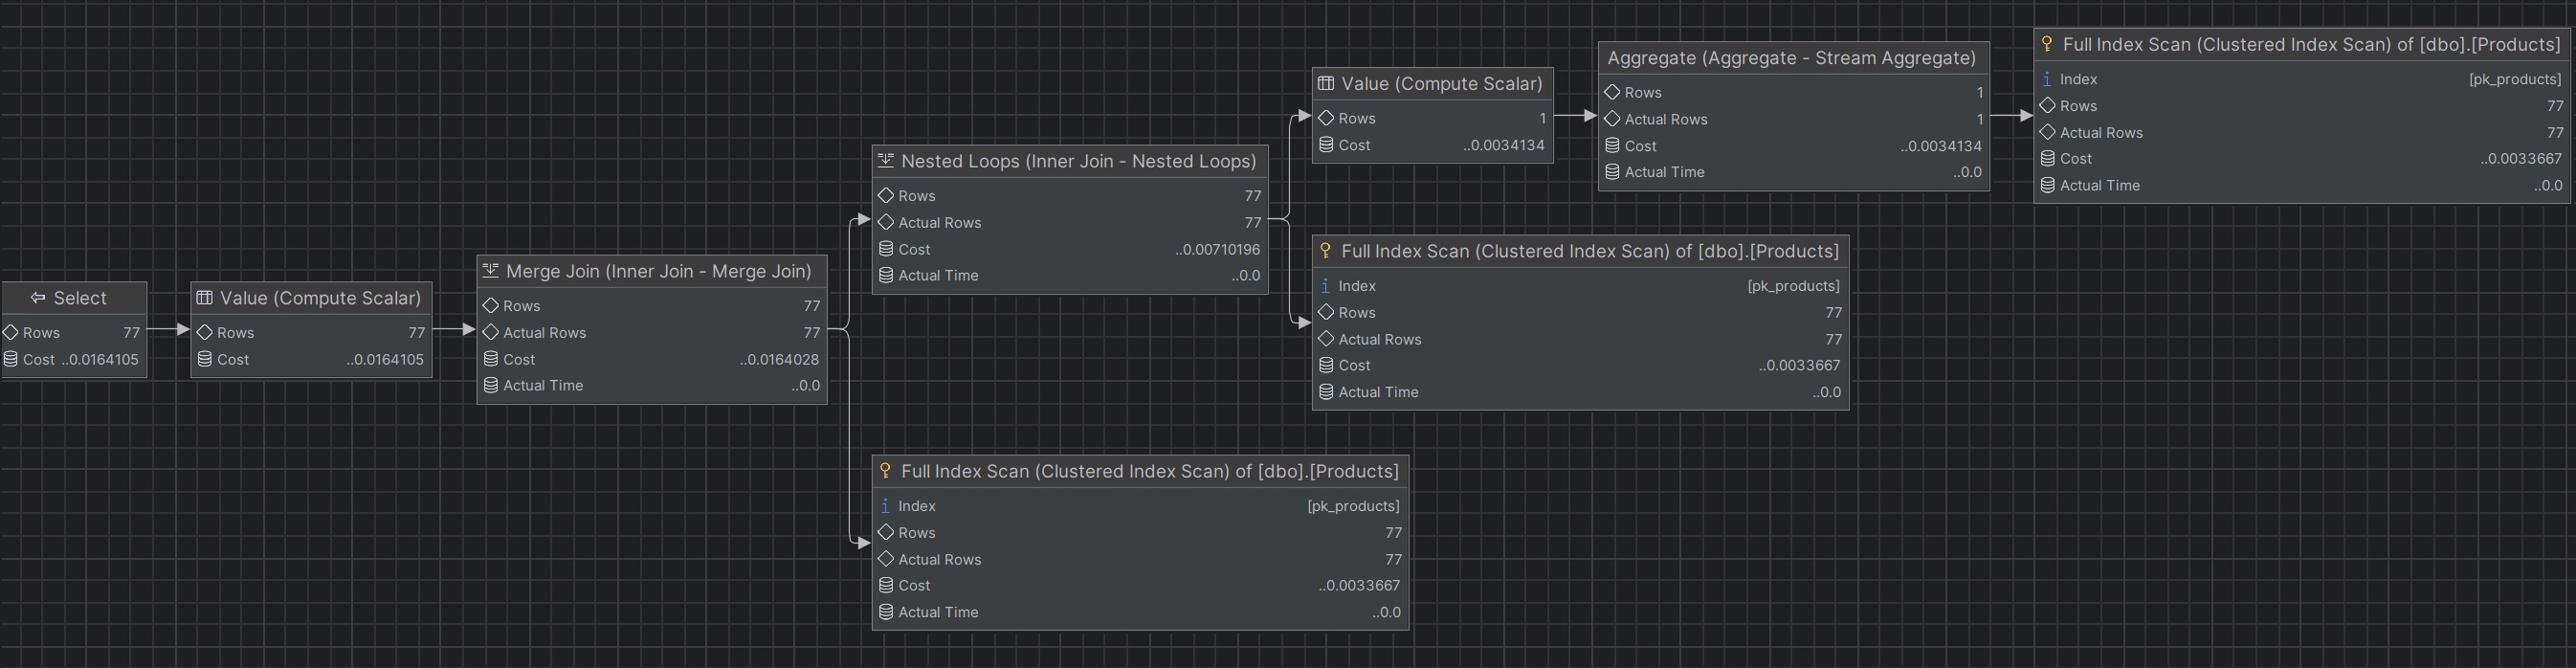 Select
Rows 77
Cost ..0.0164105
Value (Compute Scalar)
Rows 77
Cost ..0.0164105
Merge Join (Inner Join - Merge Join)
Rows 77
Actual Rows 77
Cost ..0.0164028
Actual Time ..0.0
Nested Loops (Inner Join - Nested Loops)
Rows 77
Actual Rows 77
Cost ..0.00710196
Actual Time ..0.0
Value (Compute Scalar)
Rows 1
Cost ..0.0034134
Aggregate (Aggregate - Stream Aggregate)
Rows 1
Actual Rows 1
Cost ..0.0034134
Actual Time ..0.0
Full Index Scan (Clustered Index Scan) of [dbo].[Products]
Index [pk_products]
Rows 77
Actual Rows 77
Cost ..0.0033667
Actual Time ..0.0
Full Index Scan (Clustered Index Scan) of [dbo].[Products]
Index [pk_products]
Rows 77
Actual Rows 77
Cost ..0.0033667
Actual Time ..0.0
Full Index Scan (Clustered Index Scan) of [dbo].[Products]
Index [pk_products]
Rows 77
Actual Rows 77
Cost ..0.0033667
Actual Time ..0.0